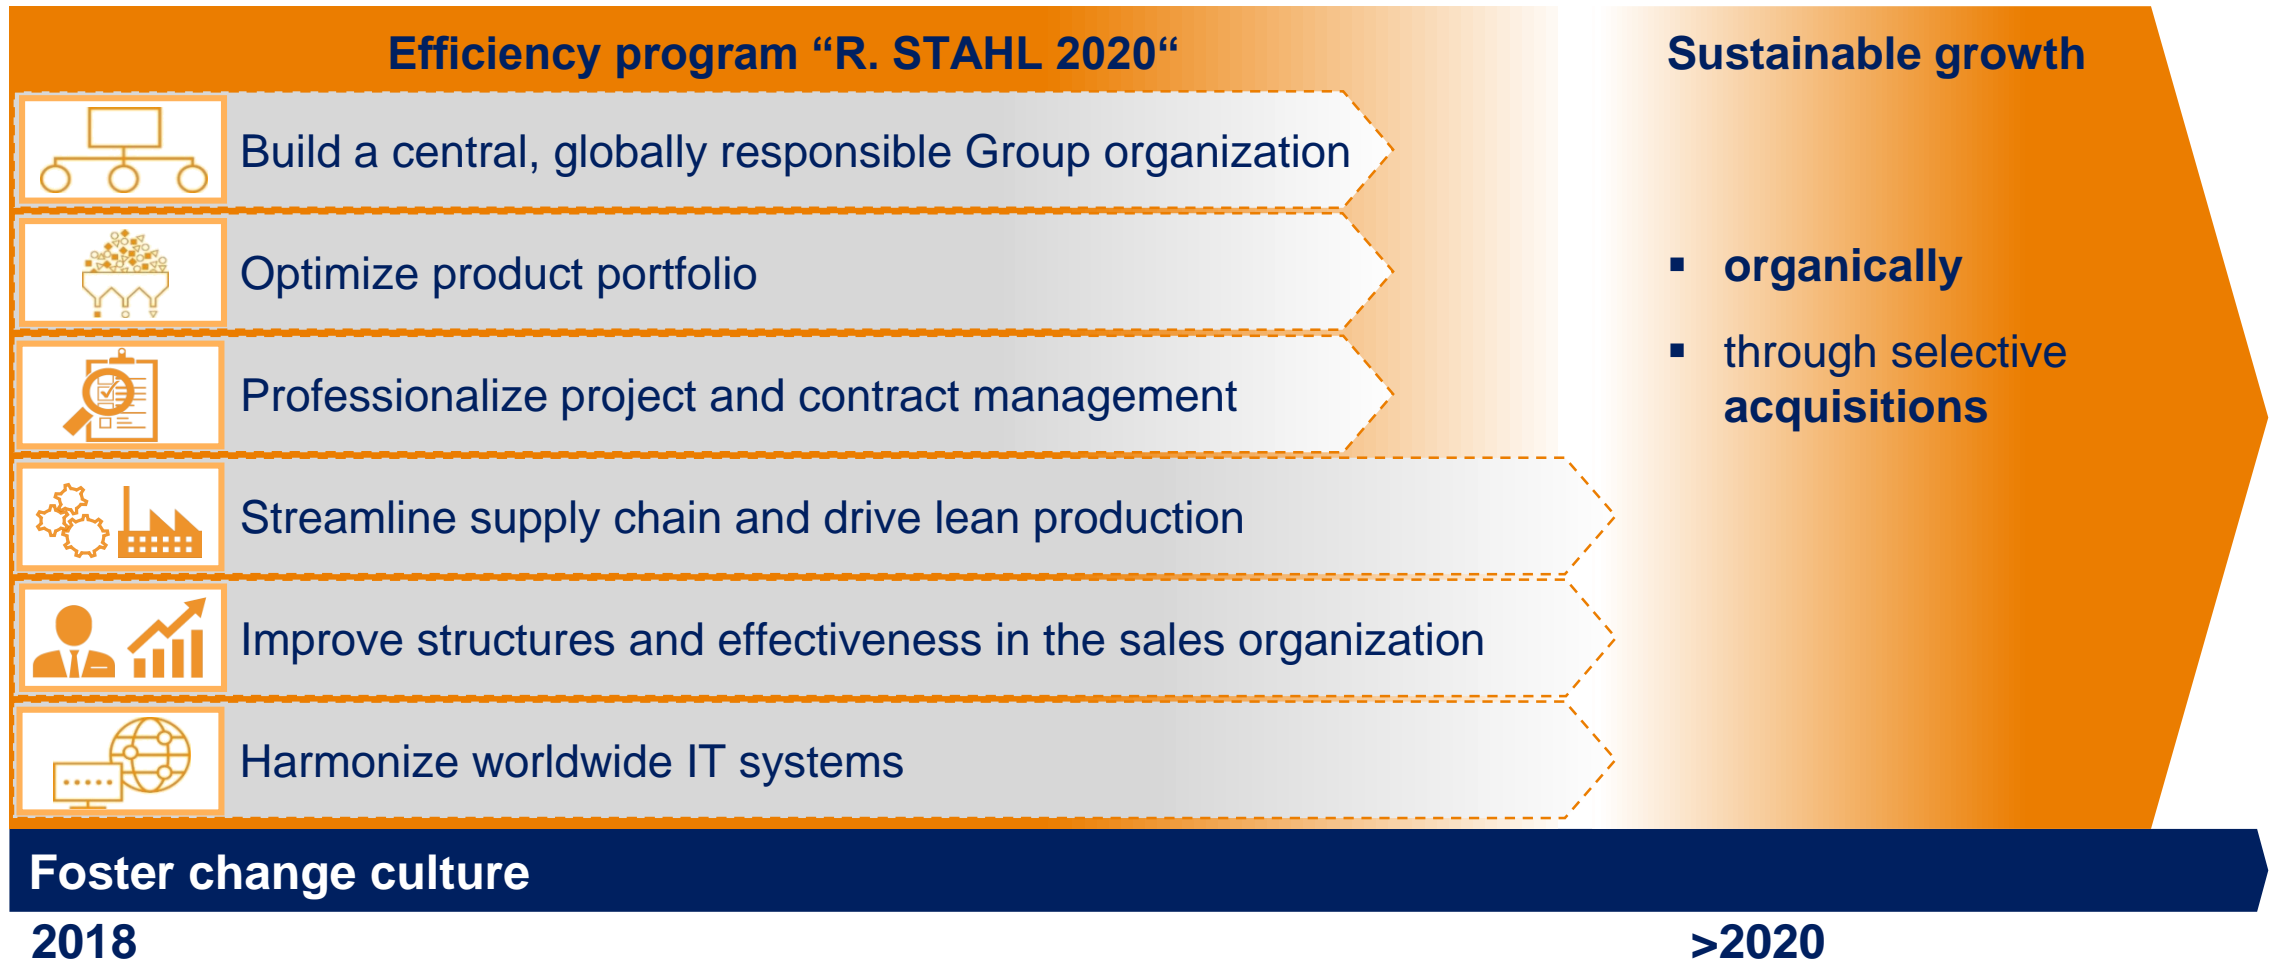 Efficiency program “R. STAHL 2020“
Build a central, globally responsible Group organization
Optimize product portfolio
Professionalize project and contract management
Streamline supply chain and drive lean production
Improve structures and effectiveness in the sales organization
Harmonize worldwide IT systems
Sustainable growth
▪ organically
▪ through selective
acquisitions
Foster change culture
2018
>2020